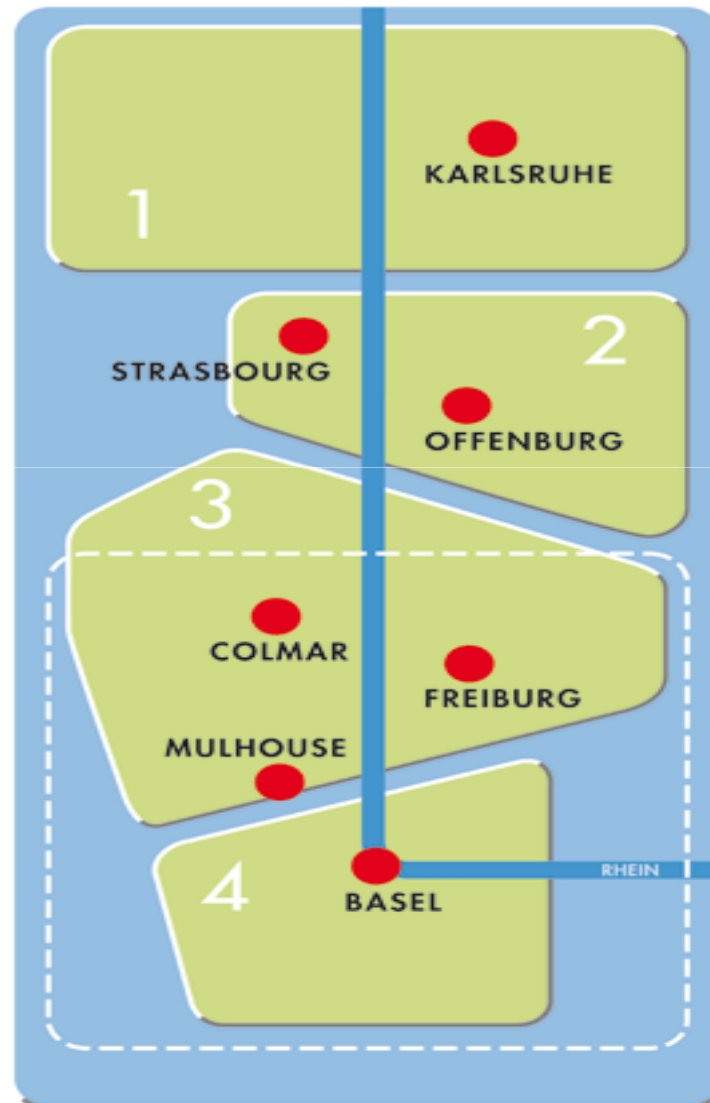 KARLSRUHE
1
2
STRASBOURG
OFFENBURG
3
COLMAR
FREIBURG
MULHOUSE
4
RHEIN
BASEL